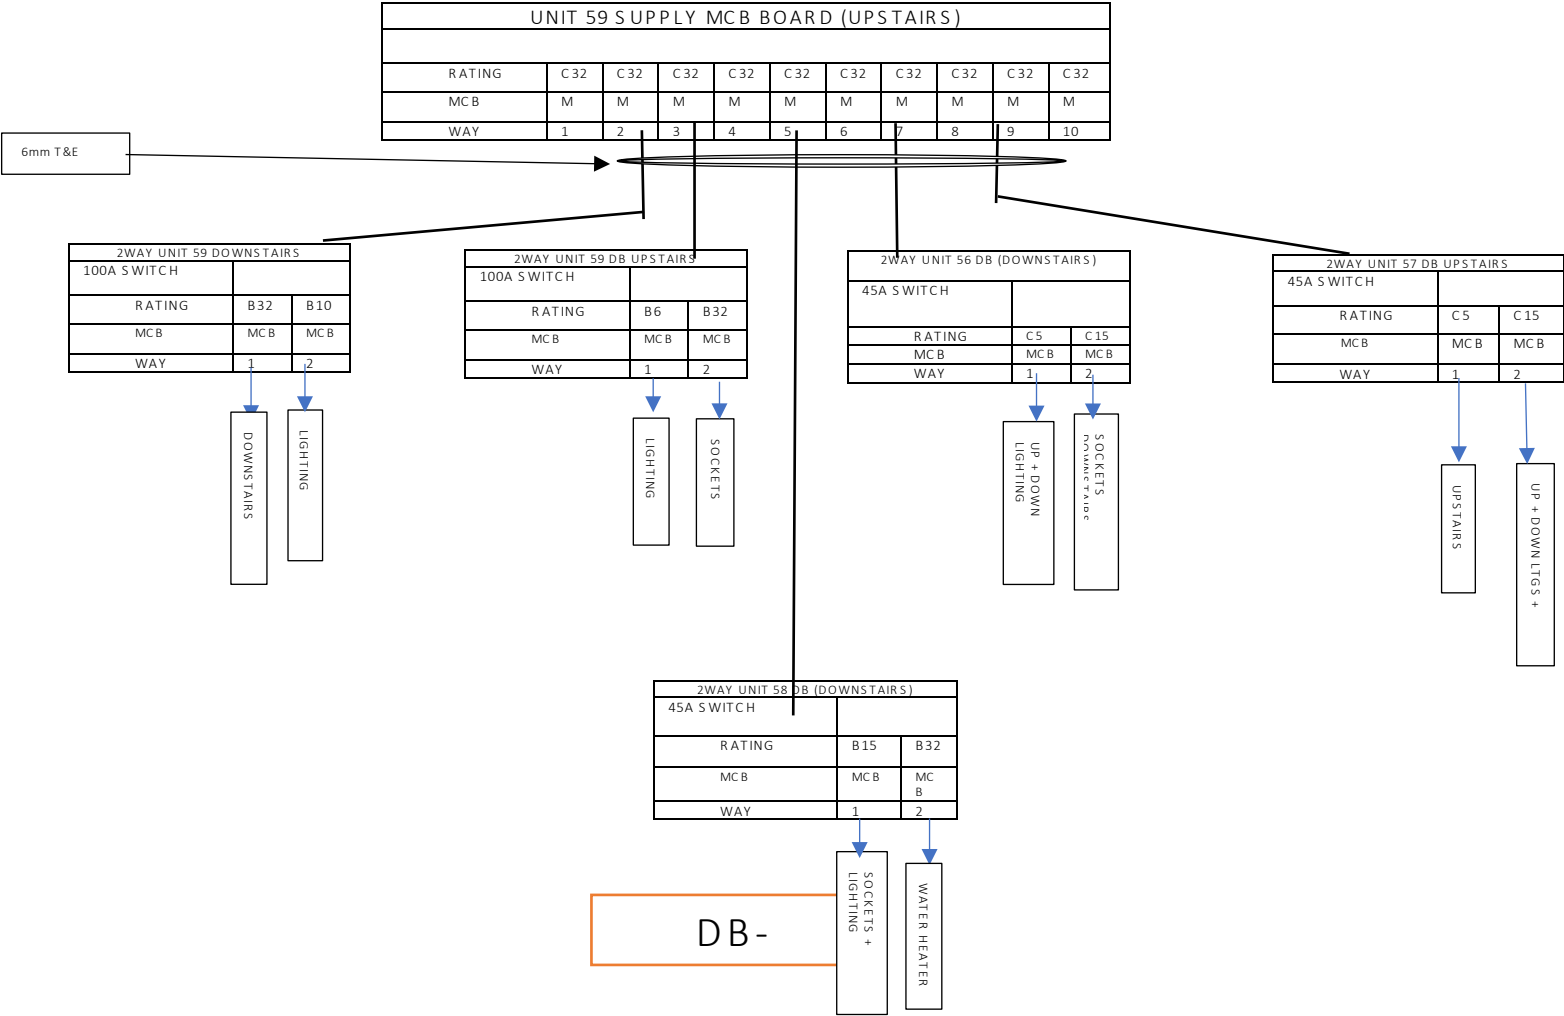 UNIT 59 SUPPLY MCB BOARD (UPSTAIRS)
RATING C32 C32 C32 C32 C32 C32 C32 C32 C32 C32
MCB M M M M M M M M M M
WAY 1 2 3 4 5 6 7 8 9 10
6mm T&E
2WAY UNIT 59 DOWNSTAIRS
100A SWITCH
RATING B32 B10
MCB MCB MCB
WAY 1 2
DOWNSTAIRS
LIGHTING
2WAY UNIT 59 DB UPSTAIRS
100A SWITCH
RATING B6 B32
MCB MCB MCB
WAY 1 2
LIGHTING
SOCKETS
2WAY UNIT 56 DB (DOWNSTAIRS)
45A SWITCH
RATING C5 C15
MCB MCB MCB
WAY 1 2
UP + DOWN
LIGHTING
SOCKETS
DOWNSTAIRS
2WAY UNIT 57 DB UPSTAIRS
45A SWITCH
RATING C5 C15
MCB MCB MCB
WAY 1 2
UPSTAIRS
UP + DOWN LTGS +
2WAY UNIT 58 DB (DOWNSTAIRS)
45A SWITCH
RATING B15 B32
MCB MCB MC
B
WAY 1 2
SOCKETS +
LIGHTING
WATER HEATER
DB-